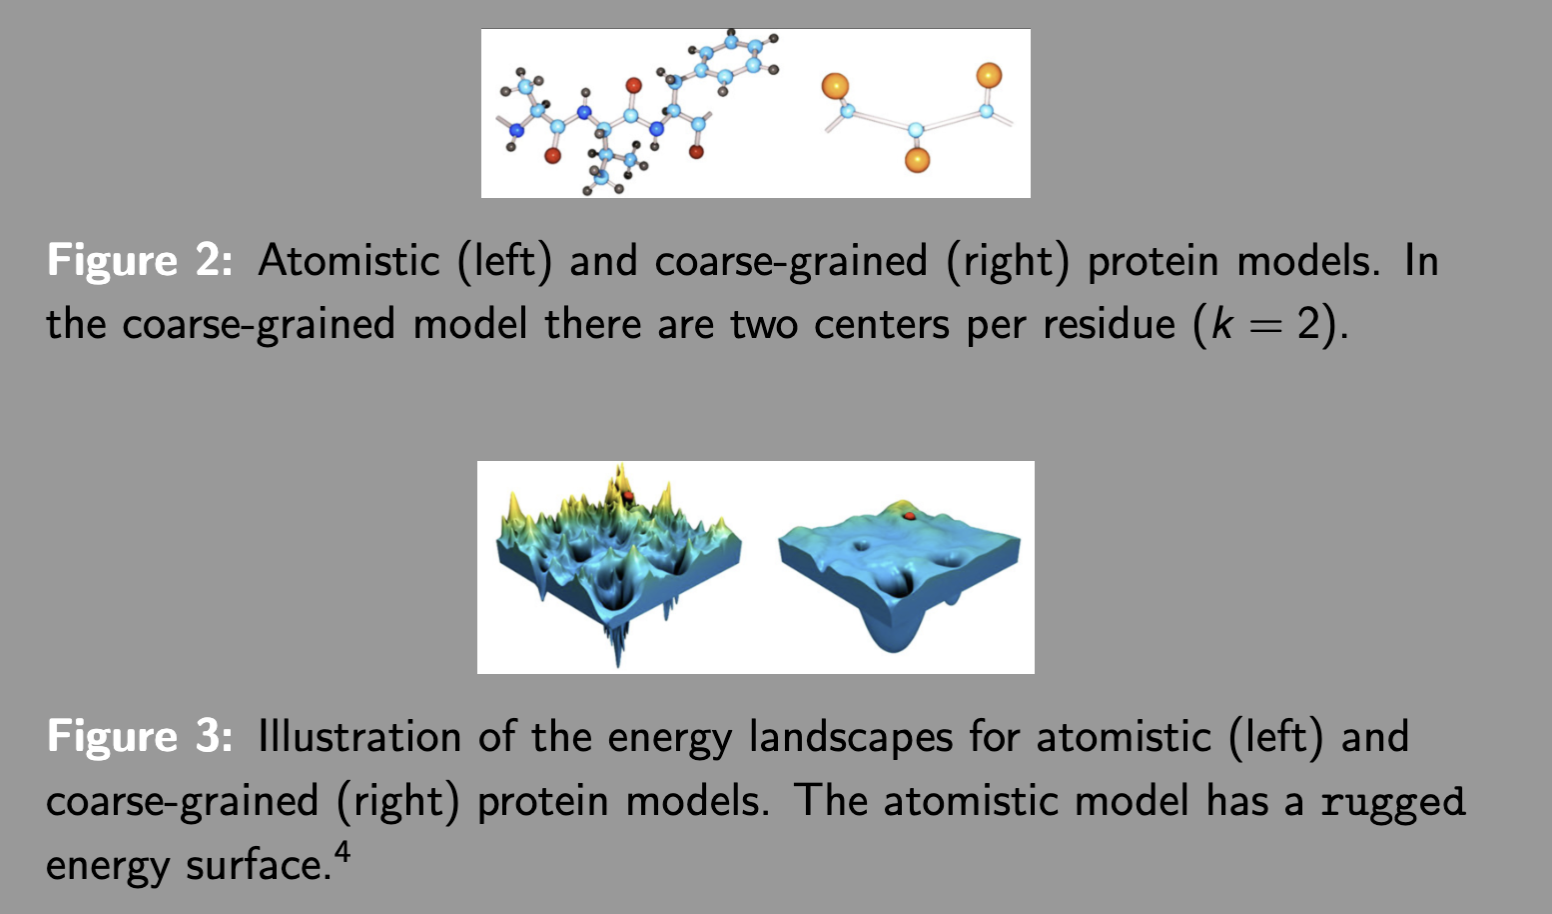 Figure 2: Atomistic (left) and coarse-grained (right) protein models. In
the coarse-grained model there are two centers per residue (k = 2).
Figure 3: Illustration of the energy landscapes for atomistic (left) and
coarse-grained (right) protein models. The atomistic model has a rugged
energy surface.⁴